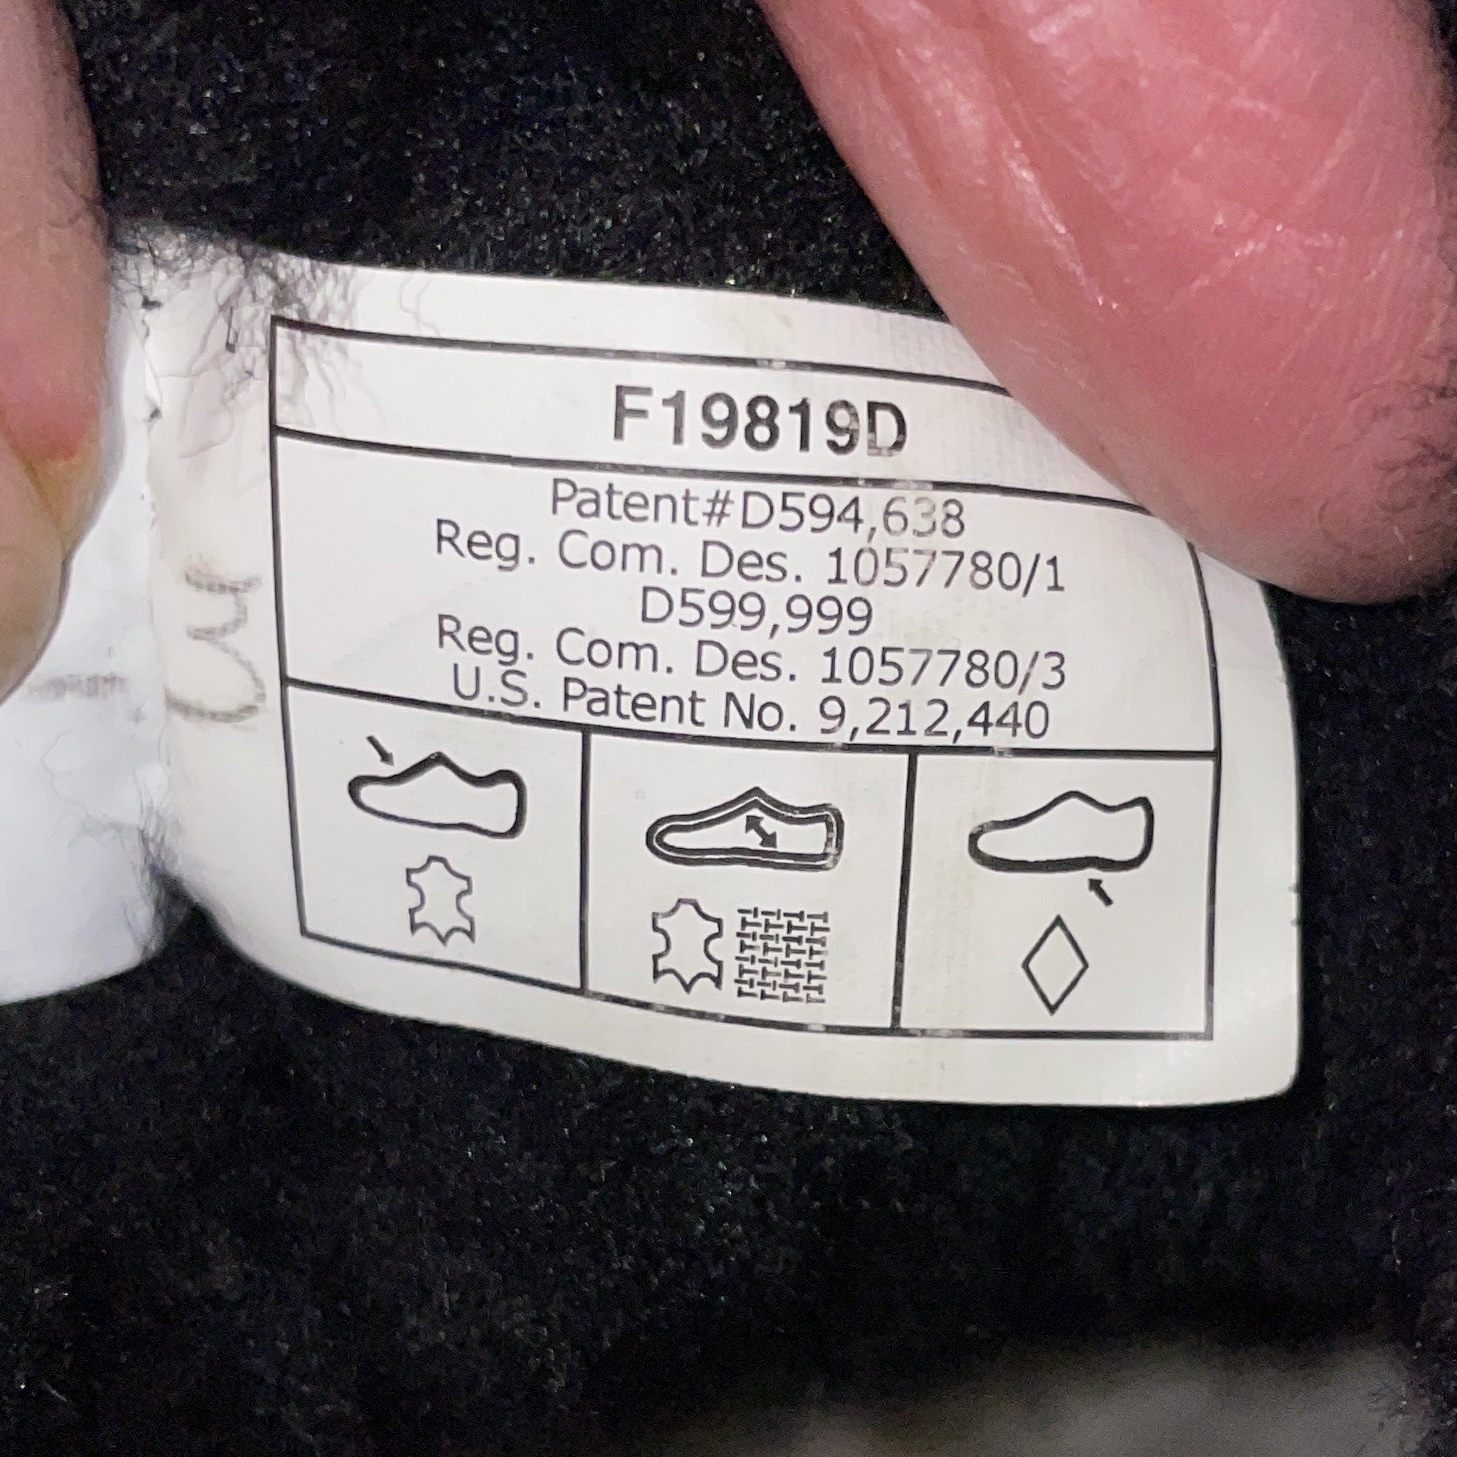 F19819D
Patent#D594,638
Reg. Com. Des. 1057780/1
D599,999
Reg. Com. Des. 1057780/3
U.S. Patent No. 9,212,440